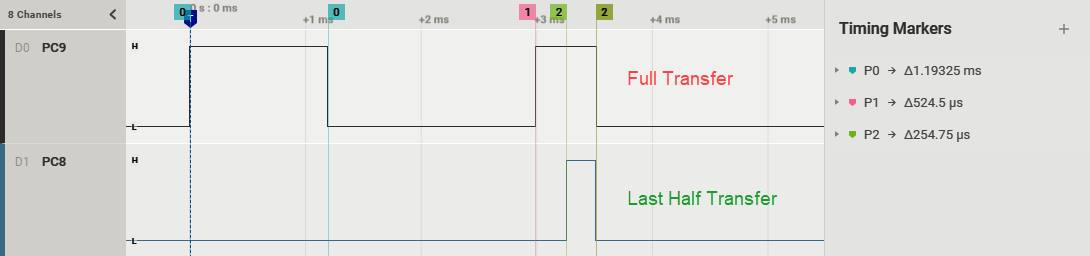 8 Channels
0 0 1 2 2
0 s : 0 ms
+1 ms +2 ms +3 ms +4 ms +5 ms
D0 PC9
H
L
Full Transfer
D1 PC8
H
L
Last Half Transfer
Timing Markers
P0 → Δ1.19325 ms
P1 → Δ524.5 µs
P2 → Δ254.75 µs